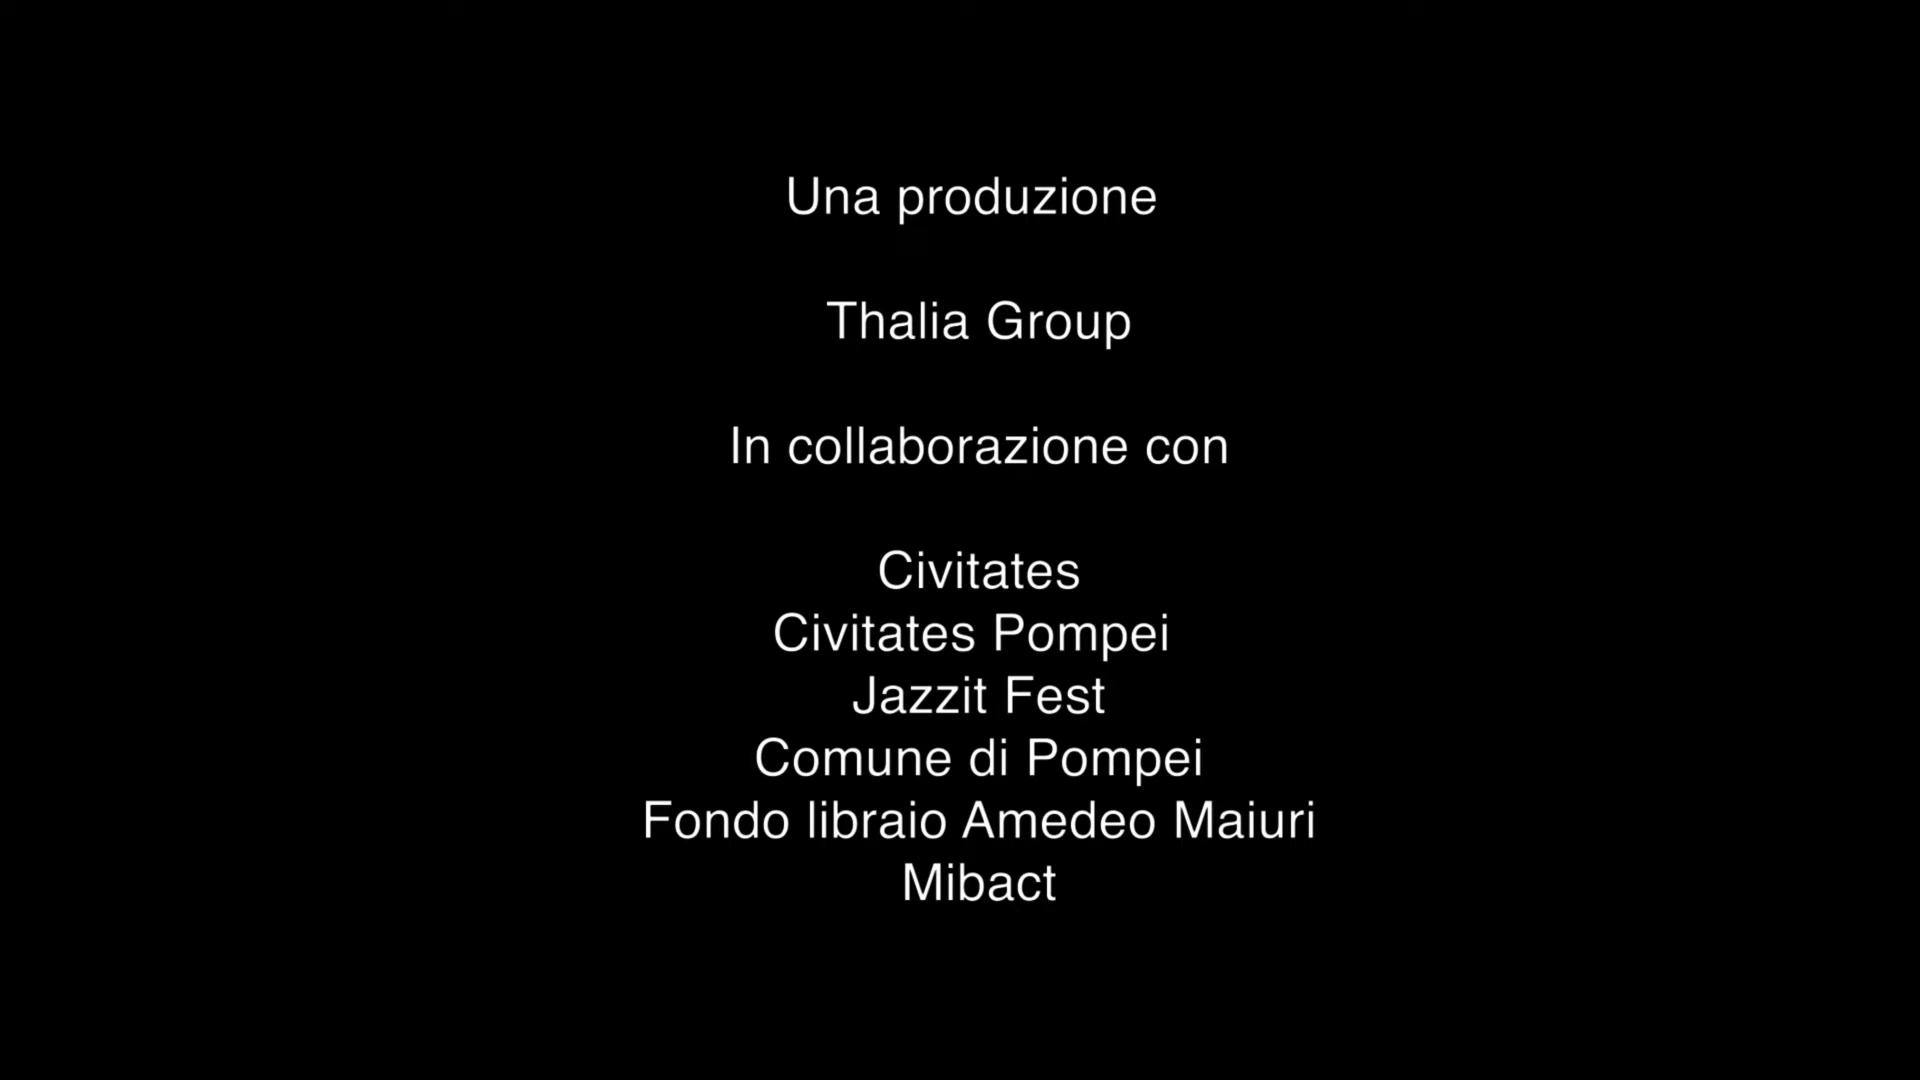 Una produzione
Thalia Group
In collaborazione con
Civitates
Civitates Pompei
Jazzit Fest
Comune di Pompei
Fondo libraio Amedeo Maiuri
Mibact